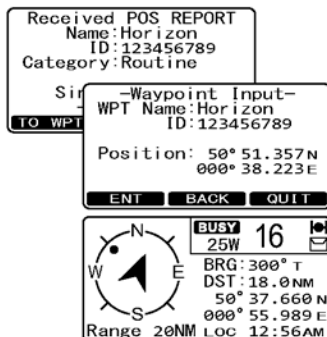 Received POS REPORT
Name:Horizon
ID:123456789
Category:Routine
TO WPT
-Waypoint Input-
WPT Name:Horizon
ID:123456789
Position: 50°51.357N
000°38.223E
ENT BACK QUIT
N
W E
S
Range 20NM
BUSY
25W 16
BRG:300°T
DST:18.0NM
50°37.660N
000°55.989E
LOC 12:56AM